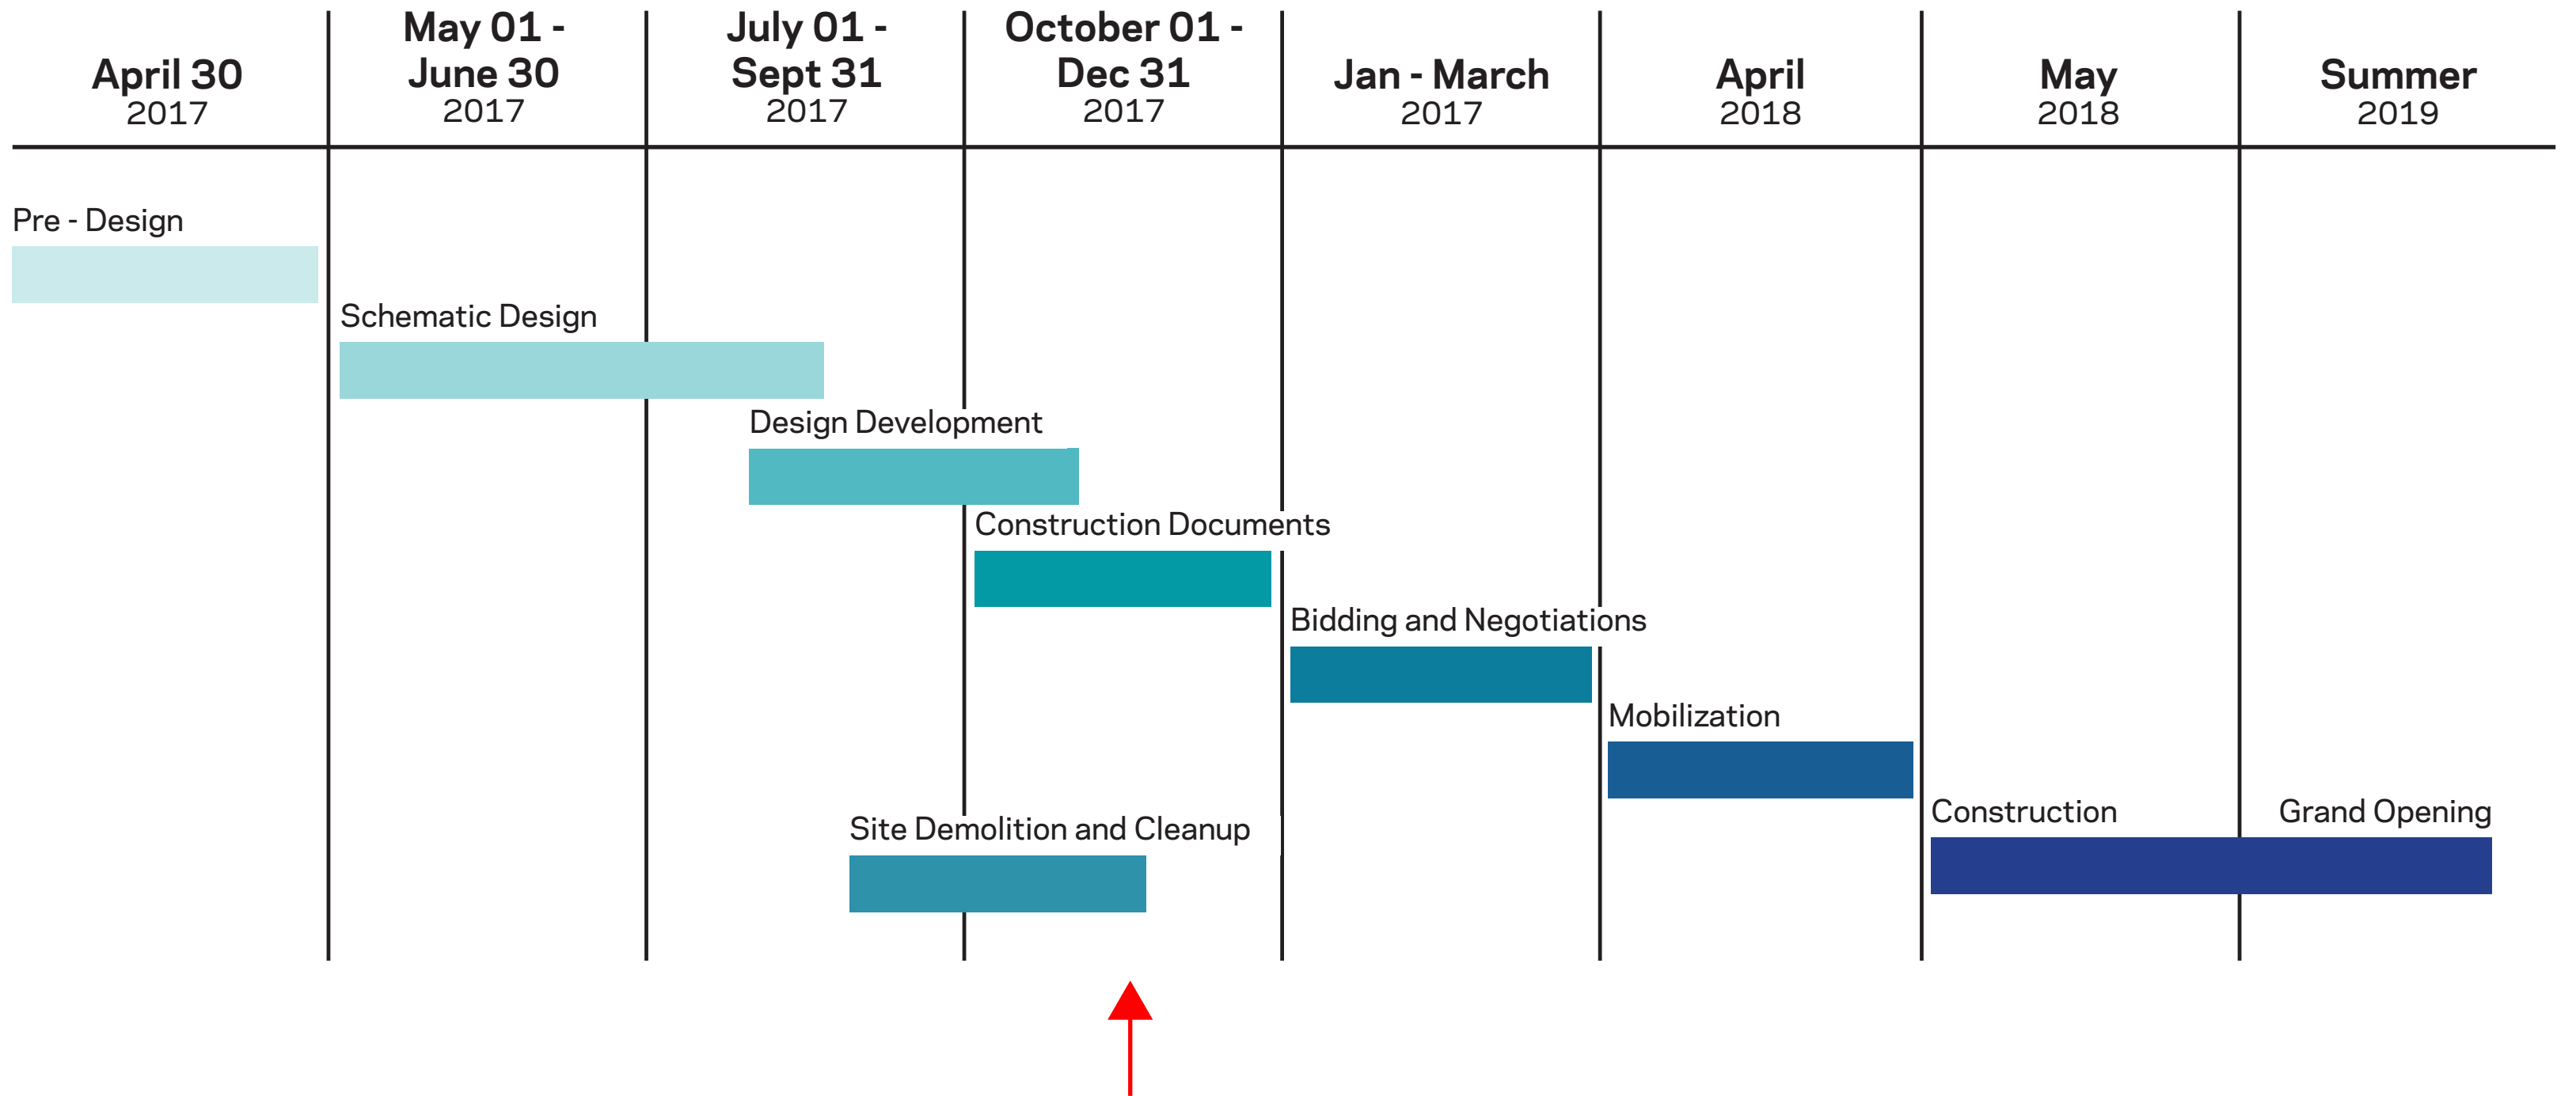 April 30
2017
May 01 -
June 30
2017
July 01 -
Sept 31
2017
October 01 -
Dec 31
2017
Jan - March
2017
April
2018
May
2018
Summer
2019
Pre - Design
Schematic Design
Design Development
Construction Documents
Bidding and Negotiations
Mobilization
Construction
Grand Opening
Site Demolition and Cleanup